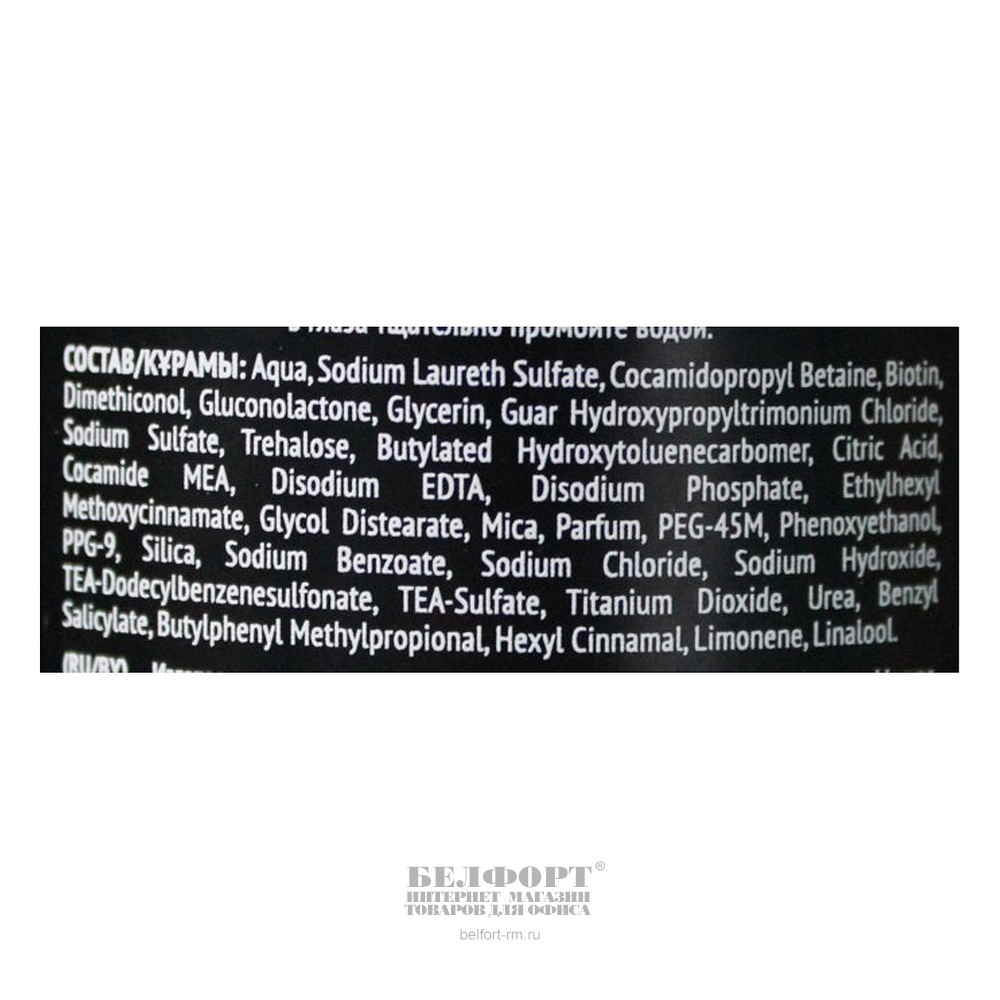 в глаза тщательно промойте водой.
СОСТАВ/ҚҰРАМЫ: Aqua, Sodium Laureth Sulfate, Cocamidopropyl Betaine, Biotin,
Dimethiconol, Gluconolactone, Glycerin, Guar Hydroxypropyltrimonium Chloride,
Sodium Sulfate, Trehalose, Butylated Hydroxytoluenecarbomer, Citric Acid,
Cocamide MEA, Disodium EDTA, Disodium Phosphate, Ethylhexyl
Methoxycinnamate, Glycol Distearate, Mica, Parfum, PEG-45M, Phenoxyethanol,
PPG-9, Silica, Sodium Benzoate, Sodium Chloride, Sodium Hydroxide,
TEA-Dodecylbenzenesulfonate, TEA-Sulfate, Titanium Dioxide, Urea, Benzyl
Salicylate, Butylphenyl Methylpropional, Hexyl Cinnamal, Limonene, Linalool.
(RU/BY)
БЕЛФОРТ®
ИНТЕРНЕТ МАГАЗИН
ТОВАРОВ ДЛЯ ОФИСА
belfort-rm.ru